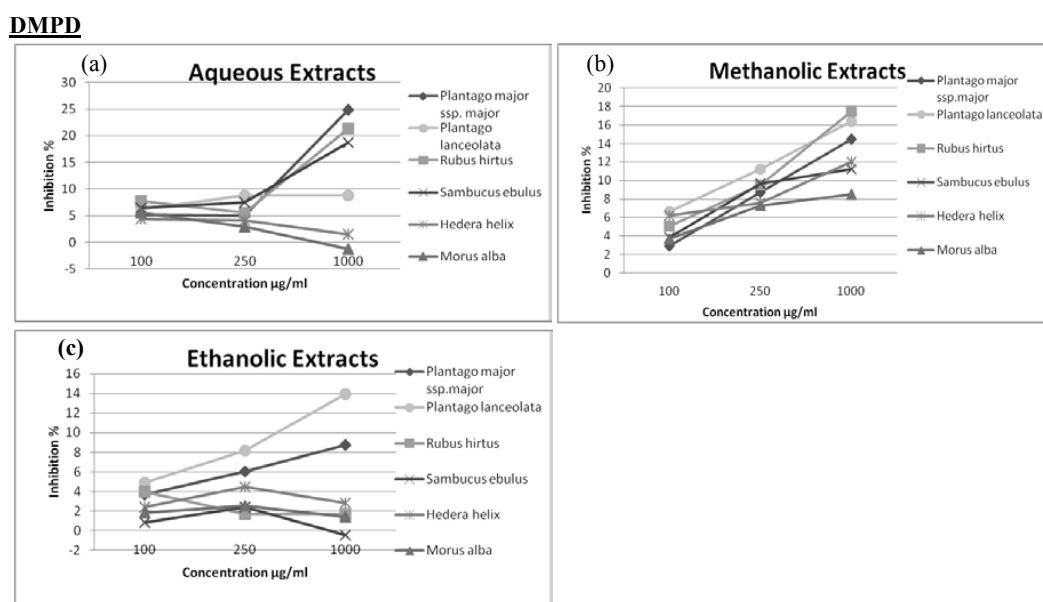 DMPD
(a)
Aqueous Extracts
30
25
20
15
10
5
0
-5
Inhibition %
100
250
1000
Concentration µg/ml
Plantago major
ssp. major
Plantago
lanceolata
Rubus hirtus
Sambucus ebulus
Hedera helix
Morus alba
(b)
Methanolic Extracts
20
18
16
14
12
10
8
6
4
2
0
Inhibition %
100
250
1000
Concentration µg/ml
Plantago major
ssp.major
Plantago lanceolata
Rubus hirtus
Sambucus ebulus
Hedera helix
Morus alba
(c)
Ethanolic Extracts
16
14
12
10
8
6
4
2
0
-2
Inhibition %
100
250
1000
Concentration µg/ml
Plantago major
ssp.major
Plantago lanceolata
Rubus hirtus
Sambucus ebulus
Hedera helix
Morus alba